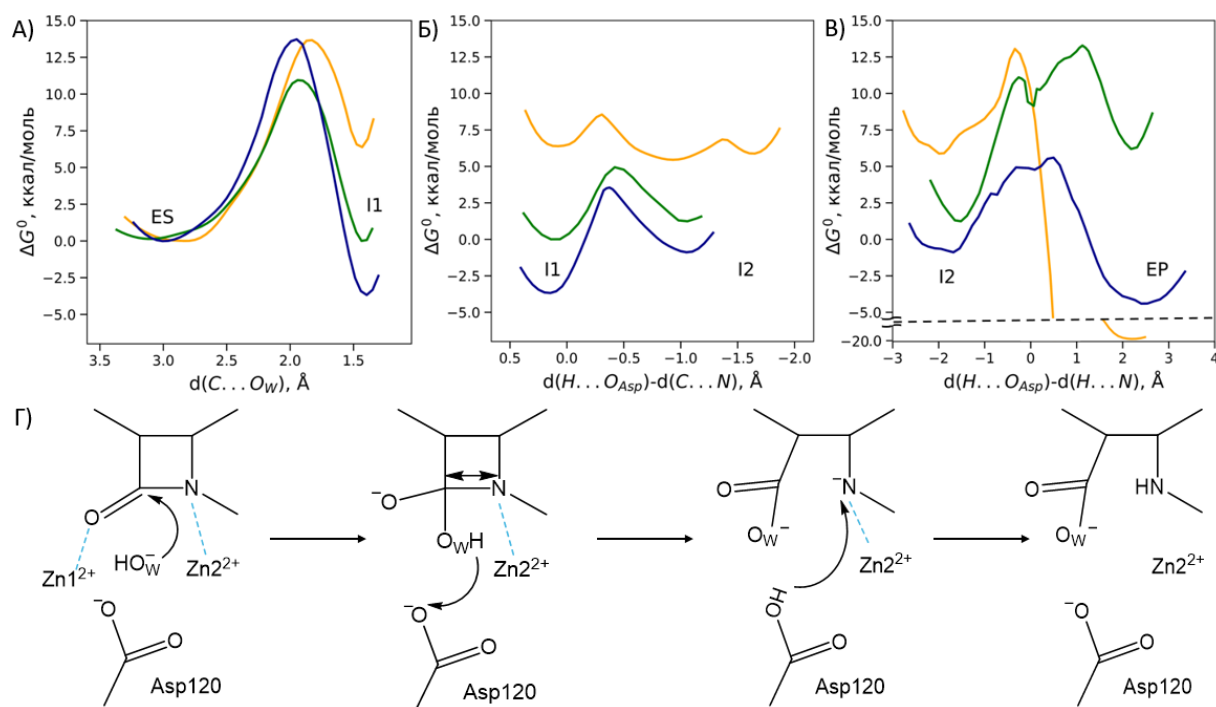 А)
15.0
12.5
10.0
7.5
5.0
2.5
0.0
−2.5
−5.0
ΔG⁰, ккал/моль
ES
I1
3.5 3.0 2.5 2.0 1.5
d(C...O_W), Å
Б)
15.0
12.5
10.0
7.5
5.0
2.5
0.0
−2.5
−5.0
ΔG⁰, ккал/моль
I1
I2
0.5 0.0 −0.5 −1.0 −1.5 −2.0
d(H...O_Asp)-d(C...N), Å
В)
15.0
12.5
10.0
7.5
5.0
2.5
0.0
−2.5
−5.0
−20.0
ΔG⁰, ккал/моль
I2
EP
−3 −2 −1 0 1 2 3 4
d(H...O_Asp)-d(H...N), Å
Г)
O
N
HO_W⁻
Zn1²⁺
Zn2²⁺
⁻O
O
Asp120
⁻O
N
O_WH
Zn2²⁺
⁻O
O
Asp120
O
⁻N
O_W⁻
Zn2²⁺
OH
O
Asp120
O
HN
O_W⁻
Zn2²⁺
⁻O
O
Asp120